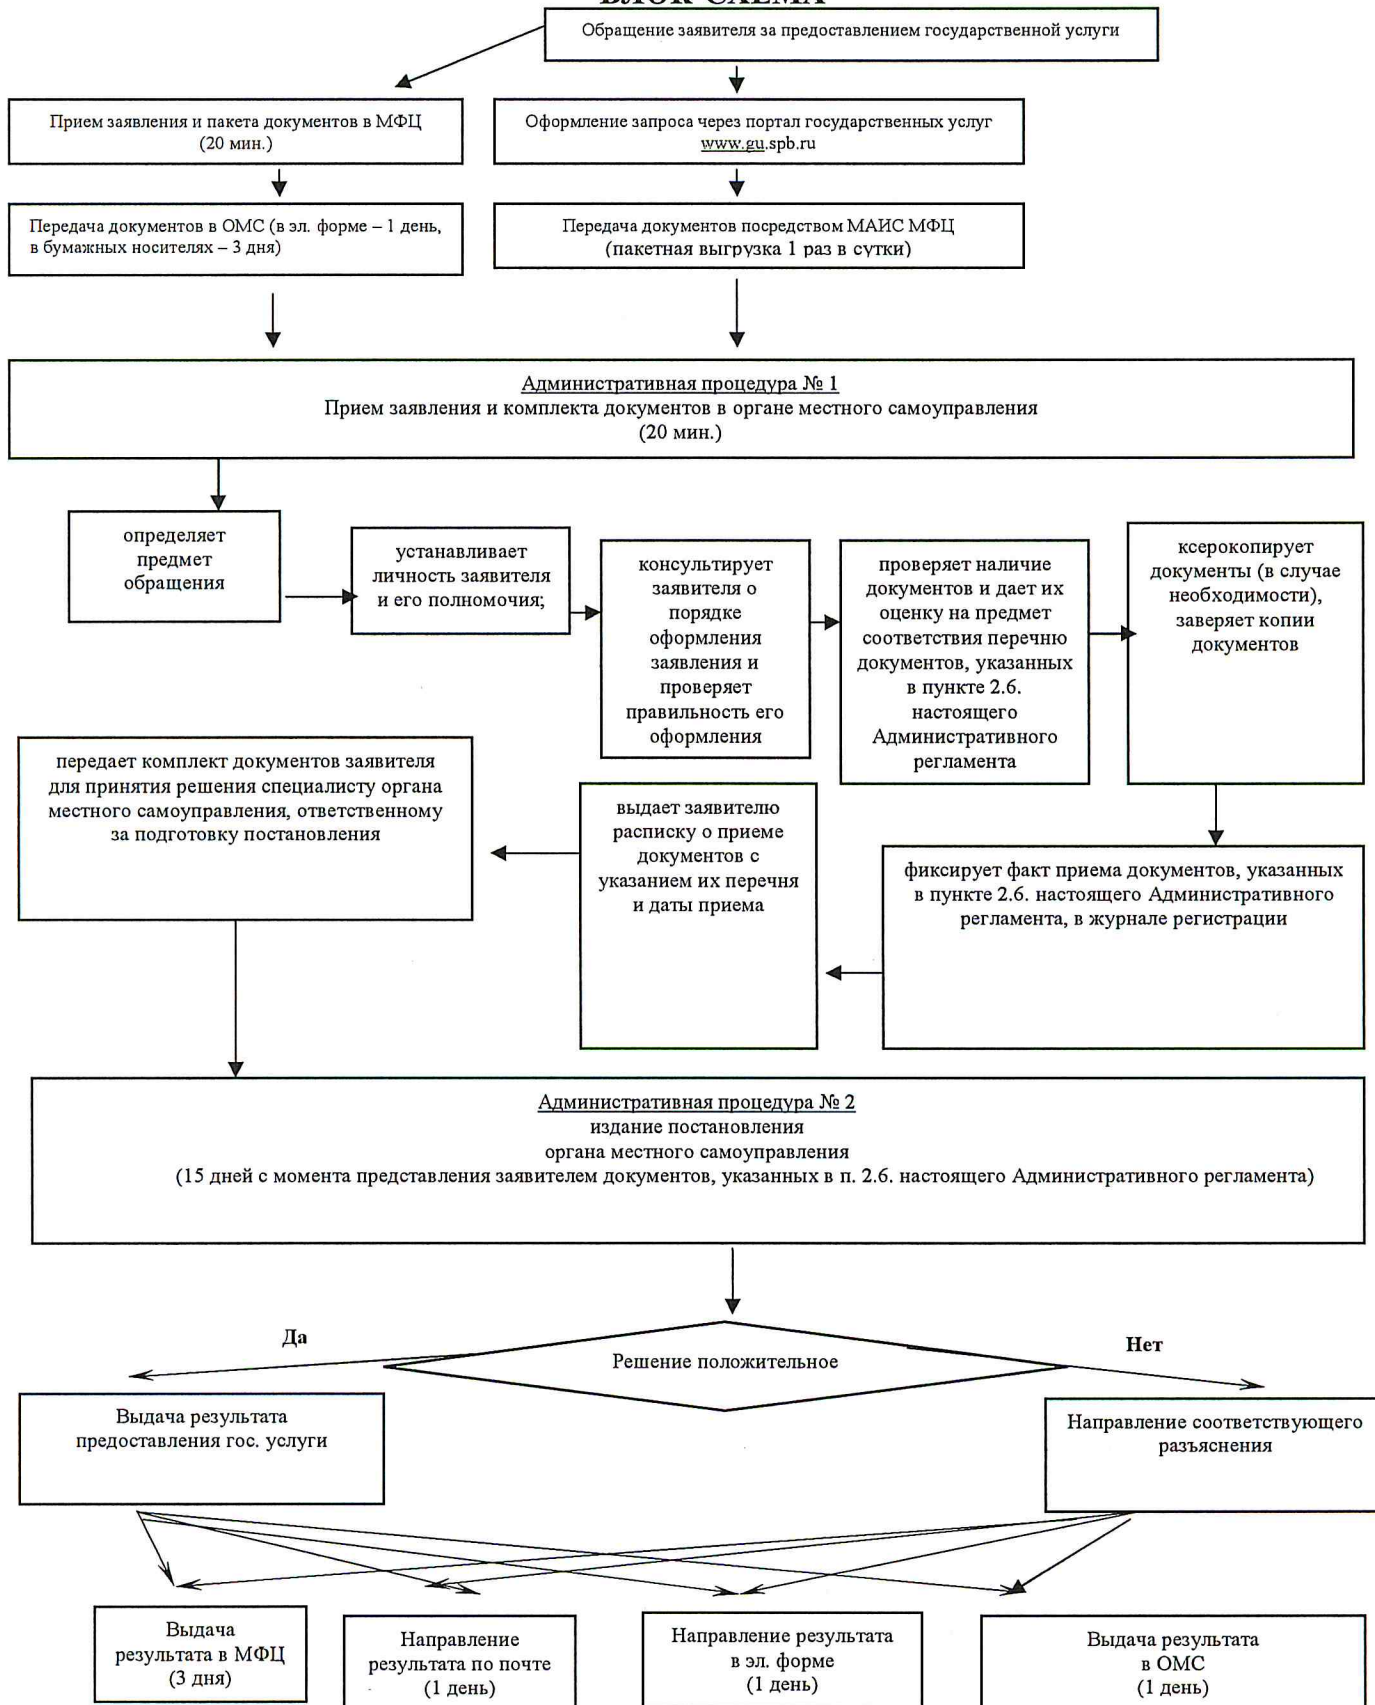 БЛОК-СХЕМА
Обращение заявителя за предоставлением государственной услуги
Прием заявления и пакета документов в МФЦ
(20 мин.)
Оформление запроса через портал государственных услуг
www.gu.spb.ru
Передача документов в ОМС (в эл. форме – 1 день,
в бумажных носителях – 3 дня)
Передача документов посредством МАИС МФЦ
(пакетная выгрузка 1 раз в сутки)
Административная процедура № 1
Прием заявления и комплекта документов в органе местного самоуправления
(20 мин.)
определяет
предмет
обращения
устанавливает
личность заявителя
и его полномочия;
консультирует
заявителя о
порядке
оформления
заявления и
проверяет
правильность его
оформления
проверяет наличие
документов и дает их
оценку на предмет
соответствия перечню
документов, указанных
в пункте 2.6.
настоящего
Административного
регламента
ксерокопирует
документы (в случае
необходимости),
заверяет копии
документов
передает комплект документов заявителя
для принятия решения специалисту органа
местного самоуправления, ответственному
за подготовку постановления
выдает заявителю
расписку о приеме
документов с
указанием их перечня
и даты приема
фиксирует факт приема документов, указанных
в пункте 2.6. настоящего Административного
регламента, в журнале регистрации
Административная процедура № 2
издание постановления
органа местного самоуправления
(15 дней с момента представления заявителем документов, указанных в п. 2.6. настоящего Административного регламента)
Да
Решение положительное
Нет
Выдача результата
предоставления гос. услуги
Направление соответствующего
разъяснения
Выдача
результата в МФЦ
(3 дня)
Направление
результата по почте
(1 день)
Направление результата
в эл. форме
(1 день)
Выдача результата
в ОМС
(1 день)